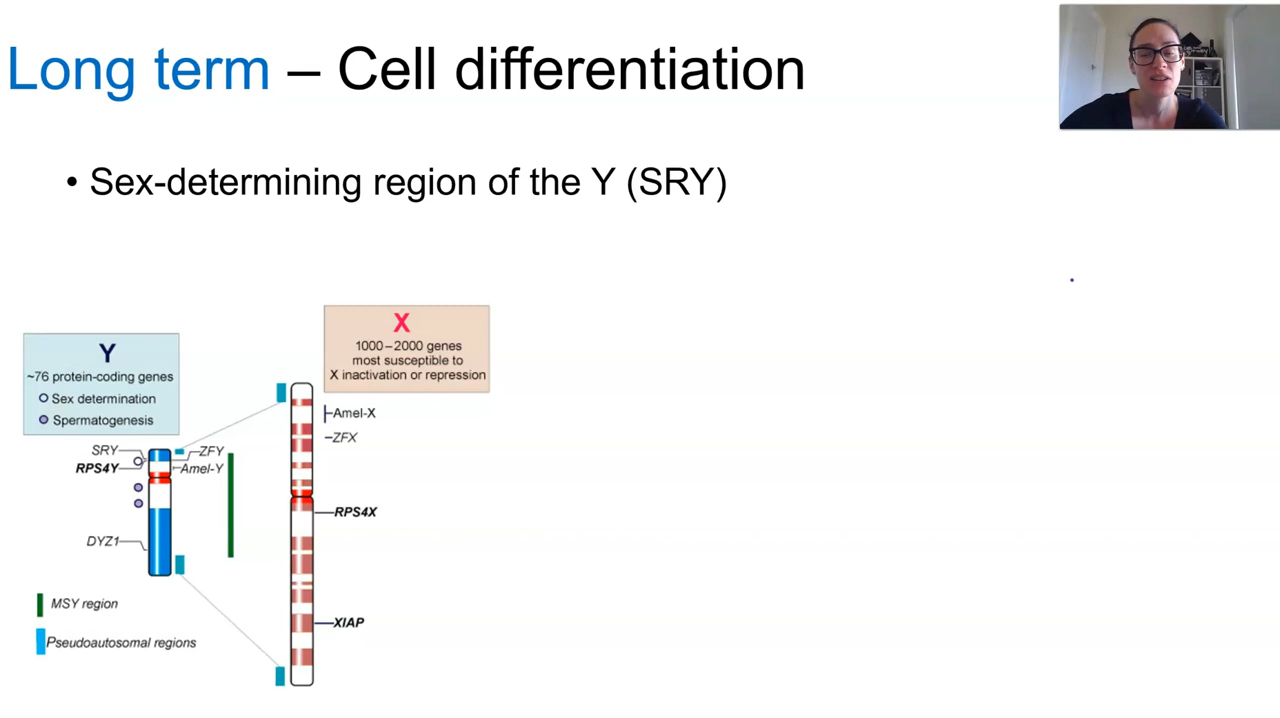 Long term – Cell differentiation
• Sex-determining region of the Y (SRY)
Y
~76 protein-coding genes
Sex determination
Spermatogenesis
X
1000–2000 genes
most susceptible to
X inactivation or repression
SRY
ZFY
RPS4Y
Amel-Y
DYZ1
Amel-X
ZFX
RPS4X
XIAP
MSY region
Pseudoautosomal regions